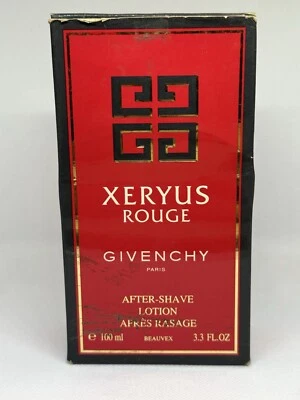 XERYUS
ROUGE
GIVENCHY
PARIS
AFTER-SHAVE
LOTION
APRÈS RASAGE
e 100 ml BEAUVEX 3.3 FL.OZ